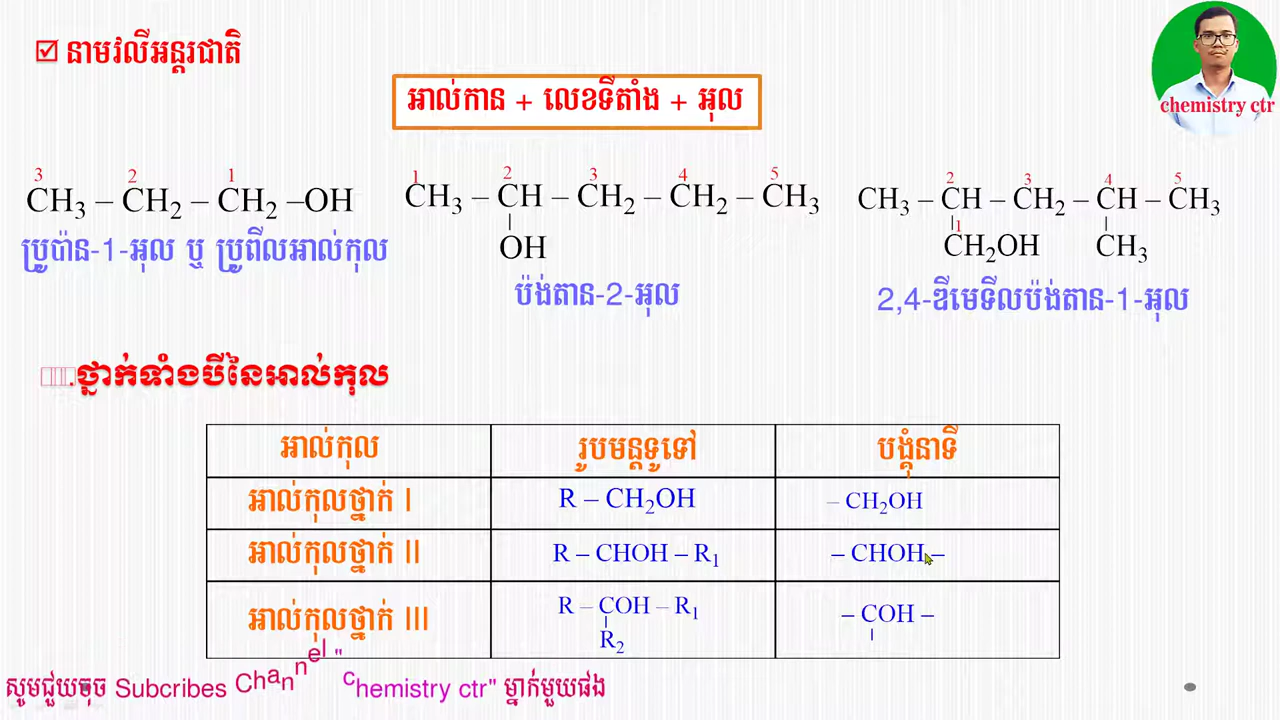 ☑ នាមវលីអន្តរជាតិ
អាល់កាន + លេខទីតាំង + អុល
chemistry ctr
3 2 1
CH₃ – CH₂ – CH₂ –OH
ប្រូប៉ាន-1-អុល ឬ ប្រូពីលអាល់កុល
1 2 3 4 5
CH₃ – CH – CH₂ – CH₂ – CH₃
OH
ប៉ង់តាន-2-អុល
2 3 4 5
CH₃ – CH – CH₂ – CH – CH₃
1
CH₂OH CH₃
2,4-ឌីមេទីលប៉ង់តាន-1-អុល
.ថ្នាក់ទាំងបីនៃអាល់កុល
អាល់កុល រូបមន្តទូទៅ បង្គុំនាទី
អាល់កុលថ្នាក់ I R – CH₂OH – CH₂OH
អាល់កុលថ្នាក់ II R – CHOH – R₁ – CHOH –
អាល់កុលថ្នាក់ III R – COH – R₁ – COH –
R₂
សូមជួយចុច Subcribes Channel "Chemistry ctr" ម្នាក់មួយផង